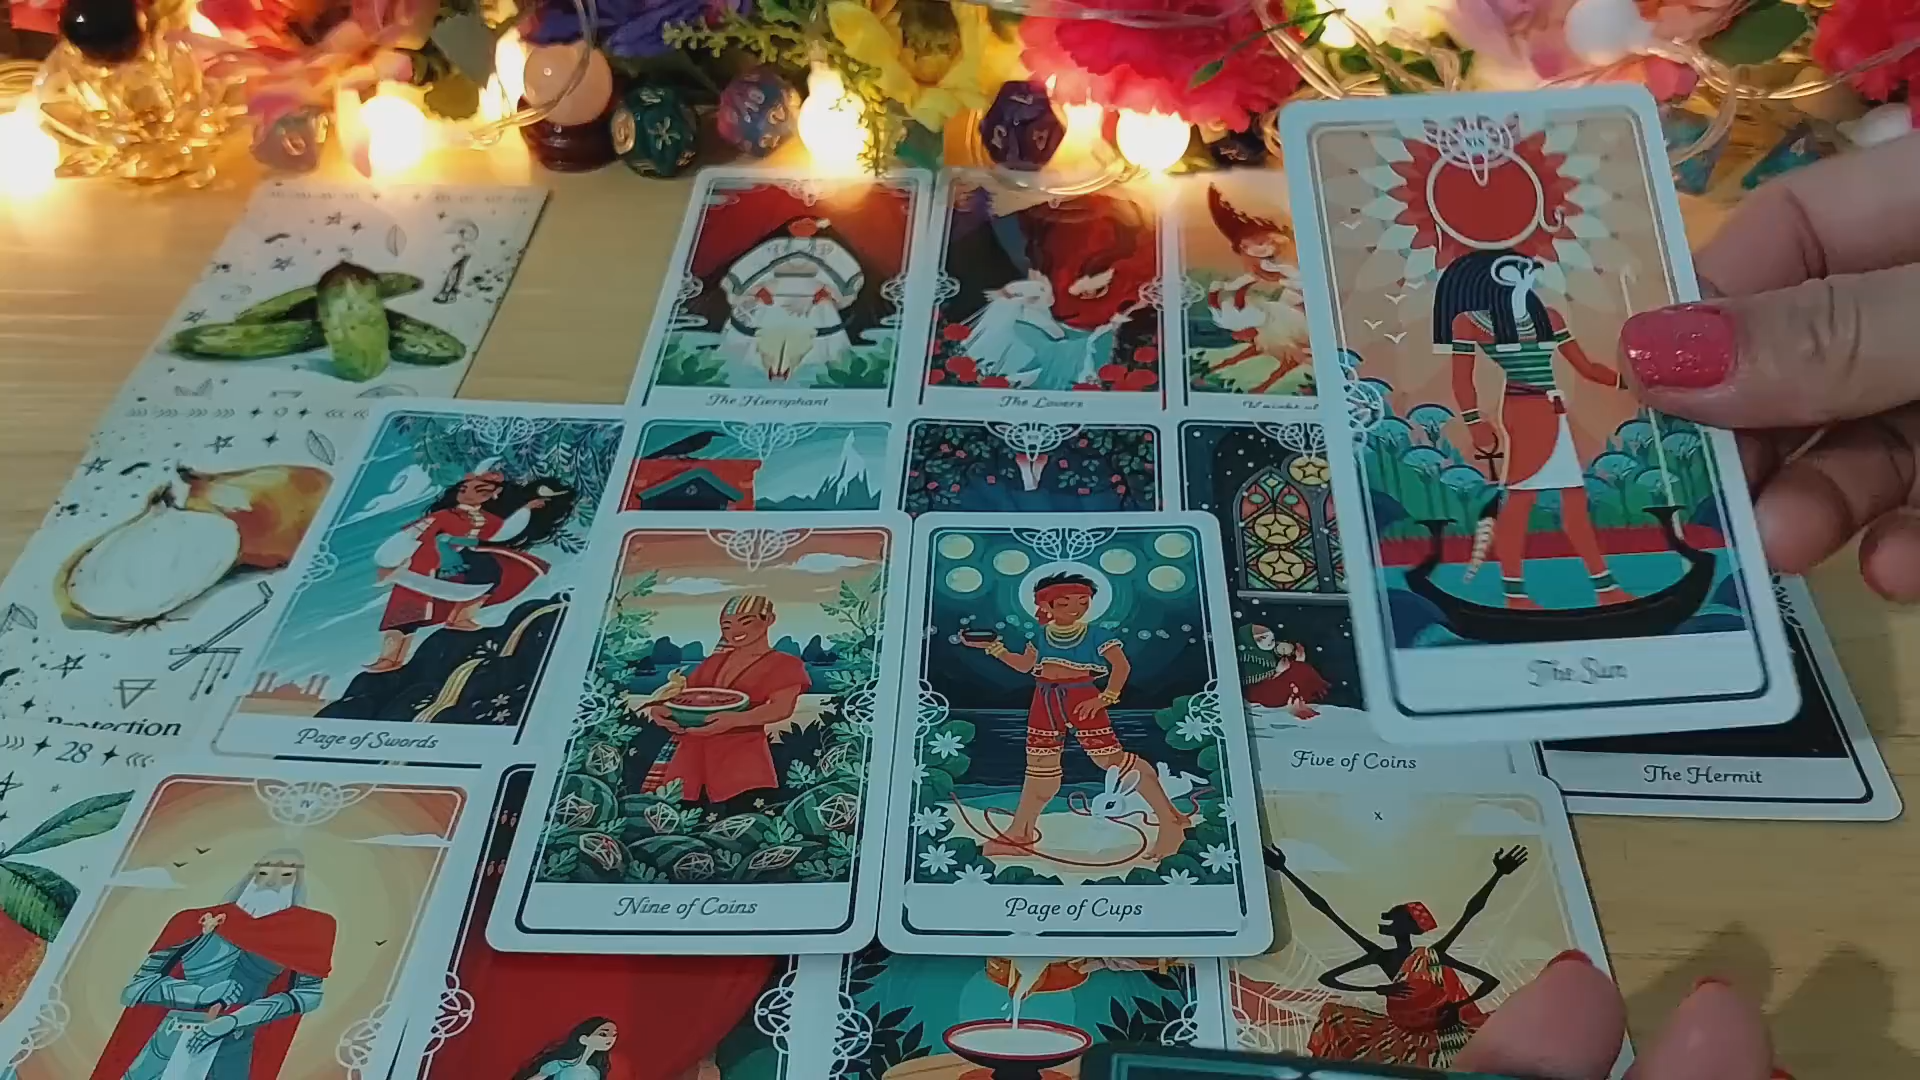 The Hierophant
The Lovers
Page of Swords
Protection
28
Nine of Coins
Page of Cups
Five of Coins
The Sun
The Hermit
IV
X